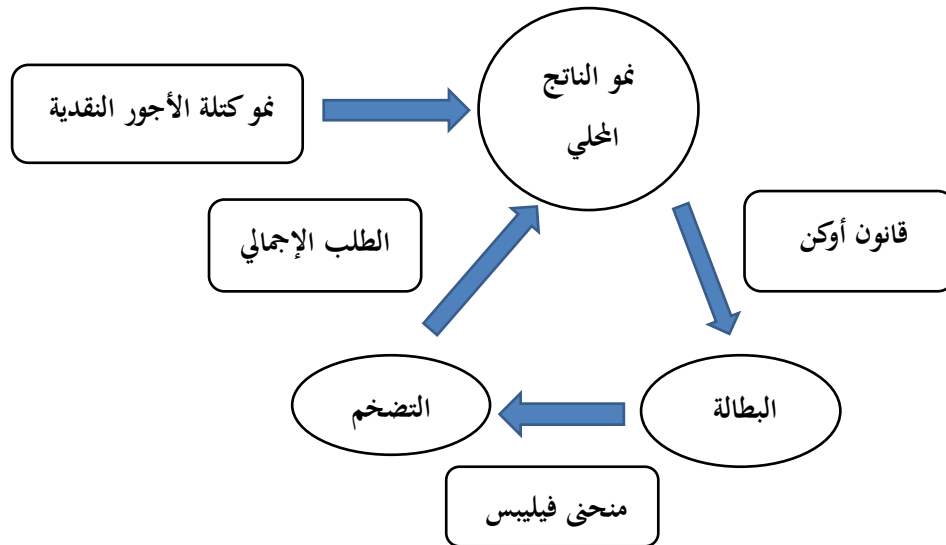 نمو الناتج
المحلي
نمو كتلة الأجور النقدية
قانون أوكن
الطلب الإجمالي
البطالة
التضخم
منحنى فيليبس